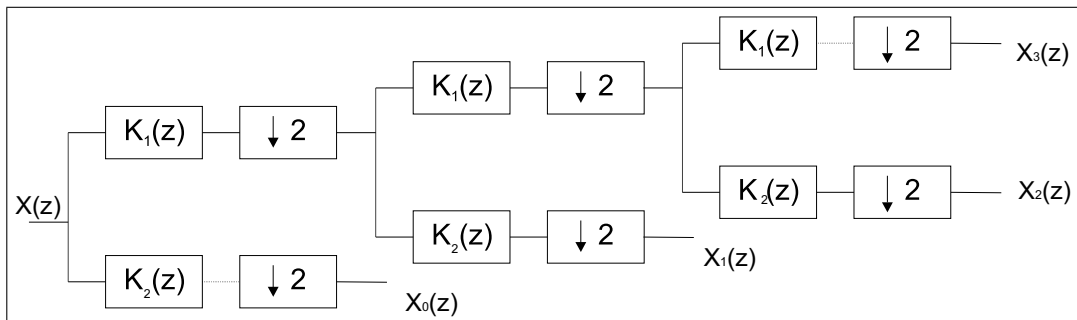 K₁(z) ↓ 2 X₃(z)
K₁(z) ↓ 2
K₁(z) ↓ 2
K₂(z) ↓ 2 X₂(z)
X(z)
K₂(z) ↓ 2 X₁(z)
K₂(z) ↓ 2 X₀(z)